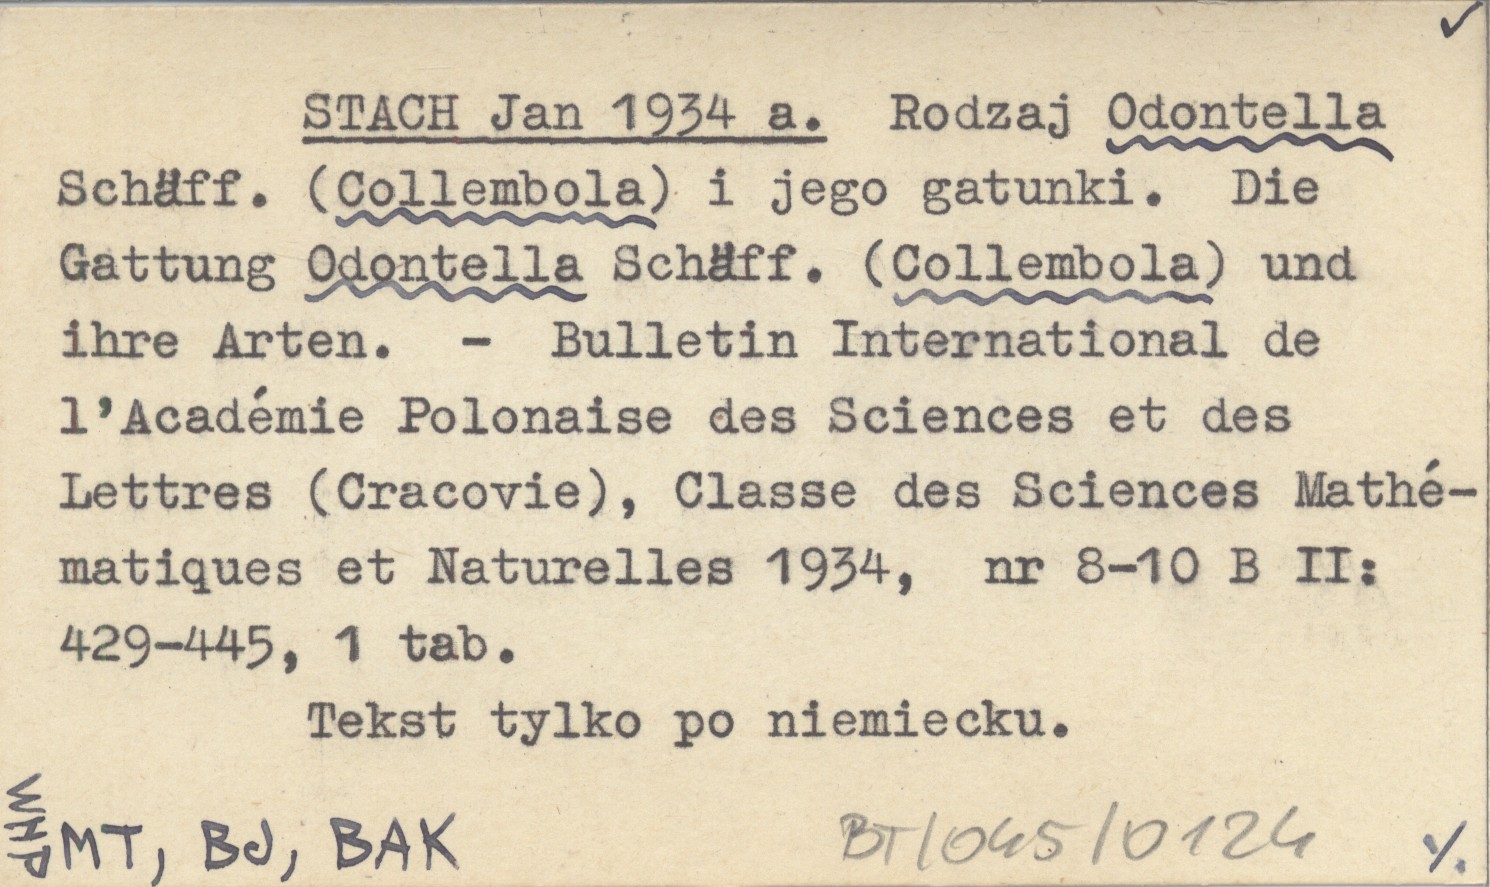 STACH Jan 1934 a. Rodzaj Odontella
Schäff. (Collembola) i jego gatunki. Die
Gattung Odontella Schäff. (Collembola) und
ihre Arten. - Bulletin International de
l'Académie Polonaise des Sciences et des
Lettres (Cracovie), Classe des Sciences Mathé-
matiques et Naturelles 1934, nr 8-10 B II:
429-445, 1 tab.
Tekst tylko po niemiecku.
WHP
MT, BJ, BAK
BT/045/0124